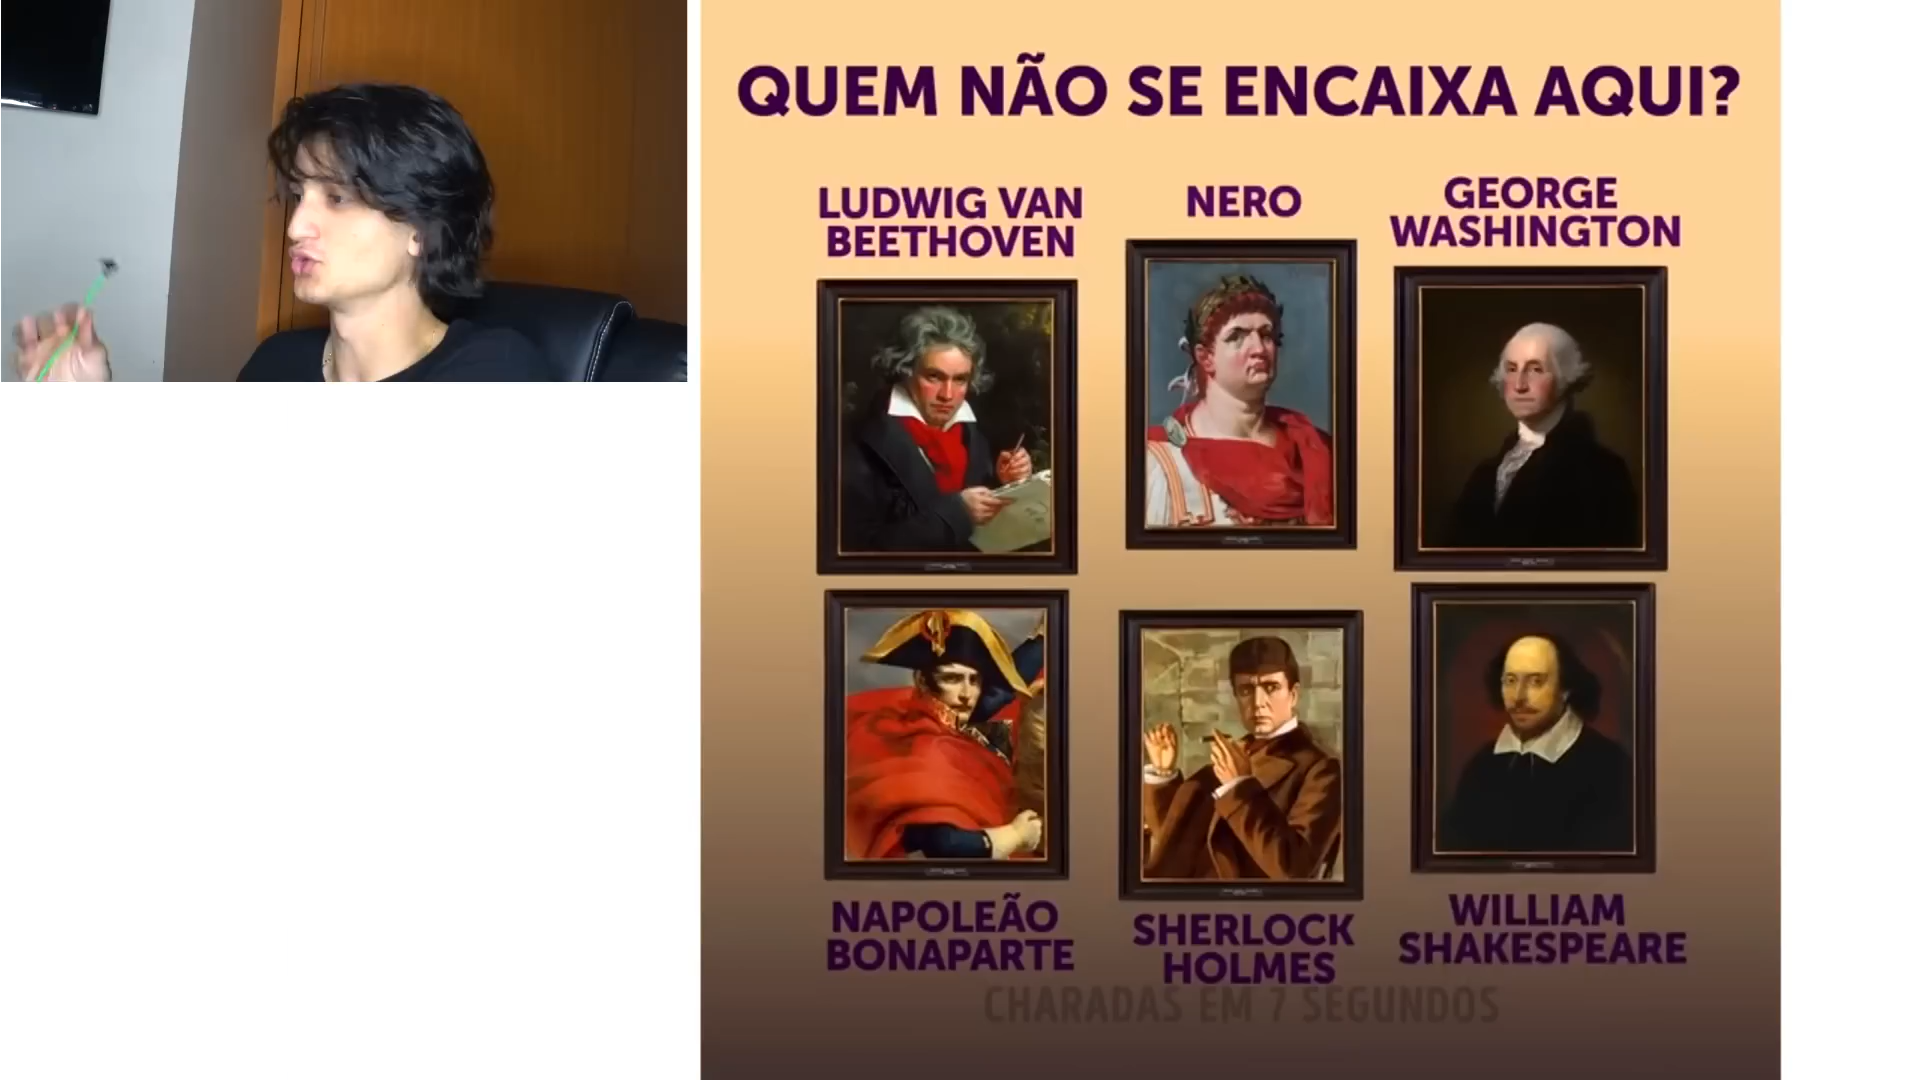 QUEM NÃO SE ENCAIXA AQUI?
LUDWIG VAN
BEETHOVEN
NERO
GEORGE
WASHINGTON
NAPOLEÃO
BONAPARTE
SHERLOCK
HOLMES
WILLIAM
SHAKESPEARE
CHARADAS EM 7 SEGUNDOS